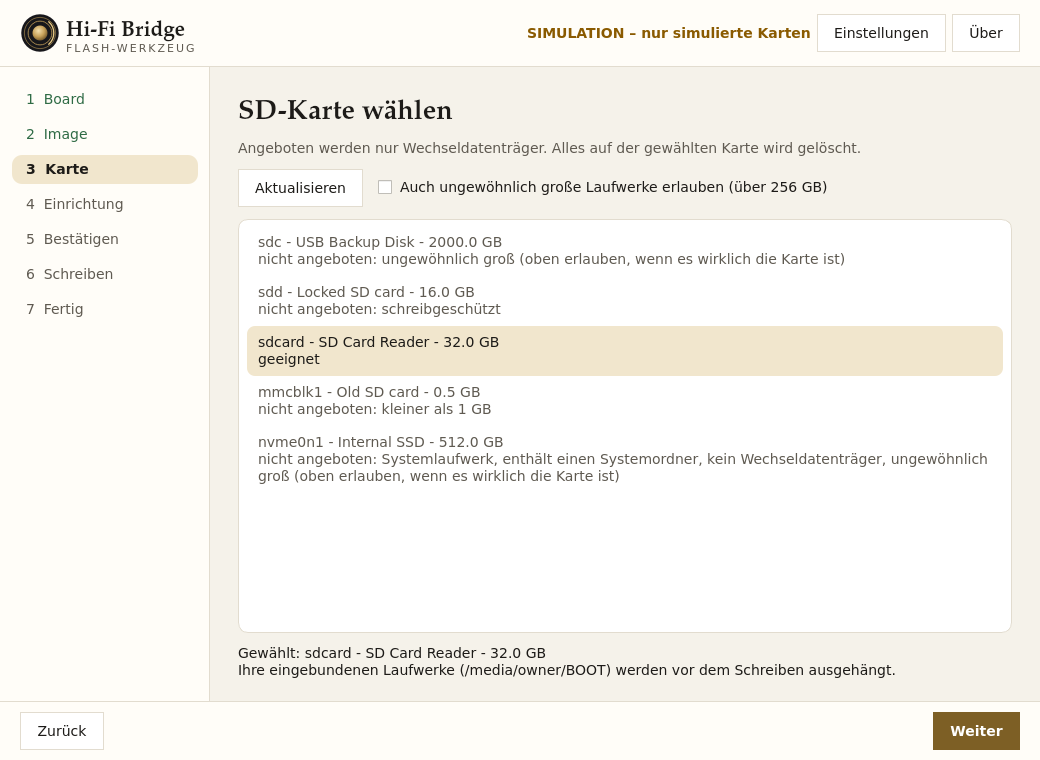 Hi-Fi Bridge
FLASH-WERKZEUG
SIMULATION – nur simulierte Karten
Einstellungen
Über
1 Board
2 Image
3 Karte
4 Einrichtung
5 Bestätigen
6 Schreiben
7 Fertig
SD-Karte wählen
Angeboten werden nur Wechseldatenträger. Alles auf der gewählten Karte wird gelöscht.
Aktualisieren
Auch ungewöhnlich große Laufwerke erlauben (über 256 GB)
sdc - USB Backup Disk - 2000.0 GB
nicht angeboten: ungewöhnlich groß (oben erlauben, wenn es wirklich die Karte ist)
sdd - Locked SD card - 16.0 GB
nicht angeboten: schreibgeschützt
sdcard - SD Card Reader - 32.0 GB
geeignet
mmcblk1 - Old SD card - 0.5 GB
nicht angeboten: kleiner als 1 GB
nvme0n1 - Internal SSD - 512.0 GB
nicht angeboten: Systemlaufwerk, enthält einen Systemordner, kein Wechseldatenträger, ungewöhnlich
groß (oben erlauben, wenn es wirklich die Karte ist)
Gewählt: sdcard - SD Card Reader - 32.0 GB
Ihre eingebundenen Laufwerke (/media/owner/BOOT) werden vor dem Schreiben ausgehängt.
Zurück
Weiter